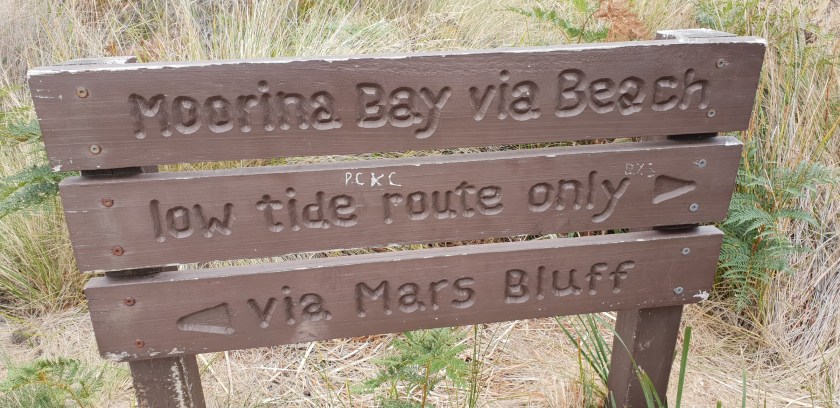 Moorina Bay via Beach
P.C K C
low tide route only
via Mars Bluff